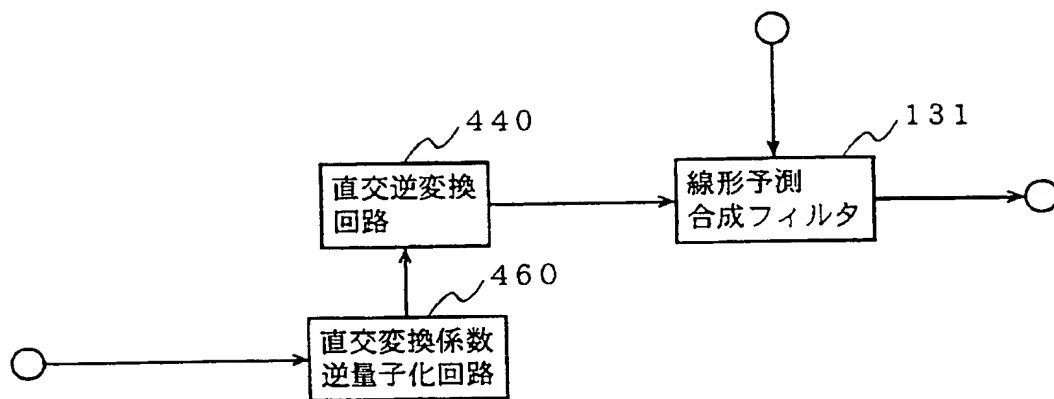 440
131
直交逆変換
回路
線形予測
合成フィルタ
460
直交変換係数
逆量子化回路